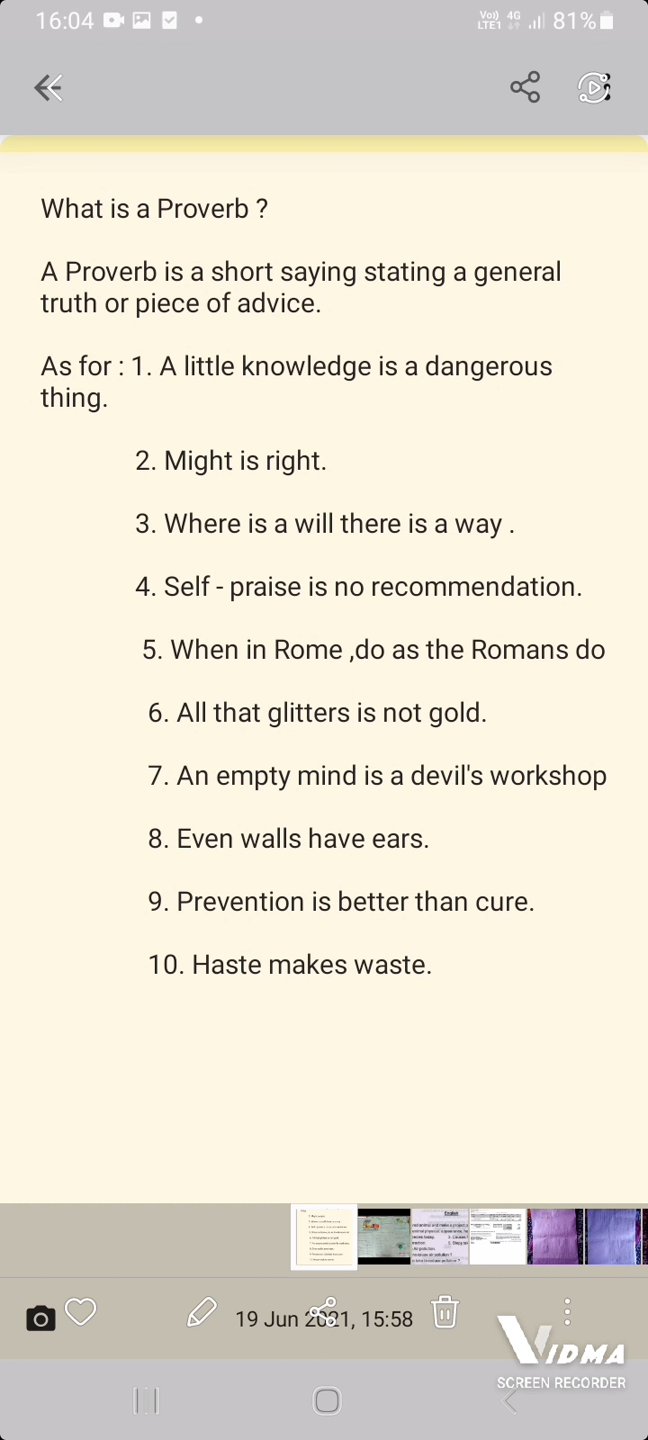 16:04
Vo)) 4G
LTE1 81%
What is a Proverb ?
A Proverb is a short saying stating a general
truth or piece of advice.
As for : 1. A little knowledge is a dangerous
thing.
2. Might is right.
3. Where is a will there is a way .
4. Self - praise is no recommendation.
5. When in Rome ,do as the Romans do
6. All that glitters is not gold.
7. An empty mind is a devil's workshop
8. Even walls have ears.
9. Prevention is better than cure.
10. Haste makes waste.
English
19 Jun 2021, 15:58
VIDMA
SCREEN RECORDER